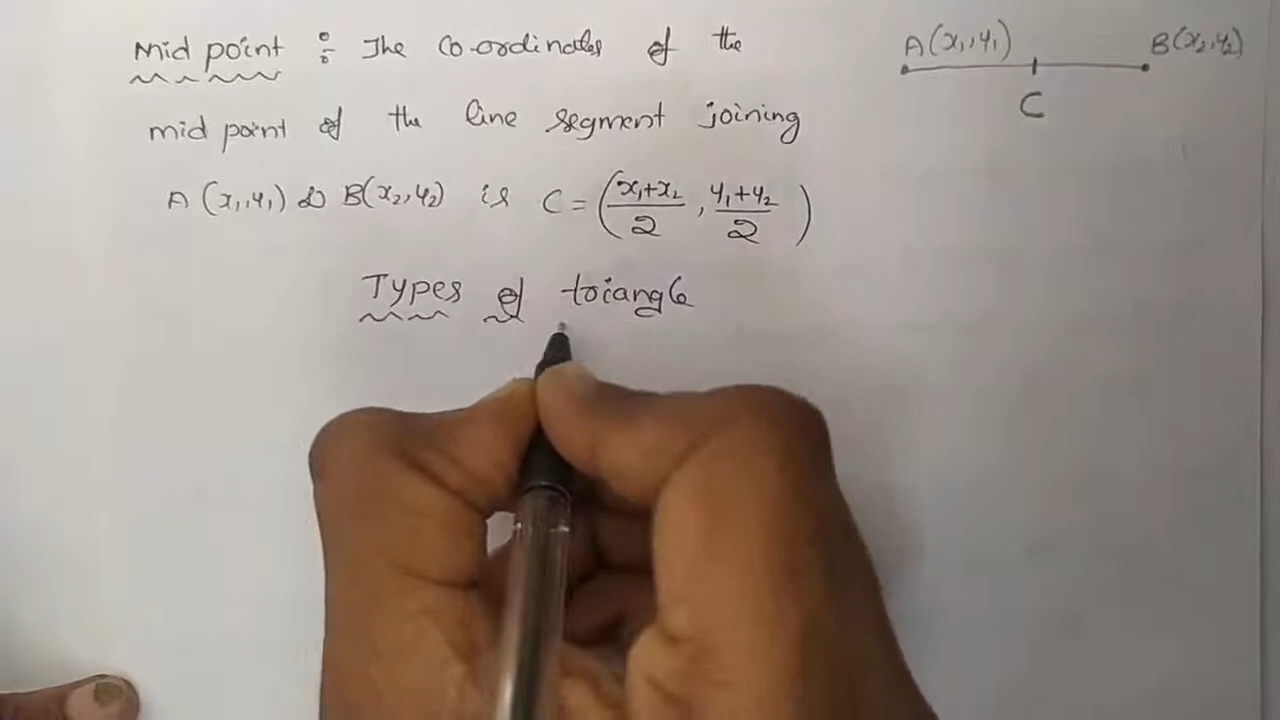 Mid point : The Co-ordinates of the
A(x₁,y₁) B(x₂,y₂)
C
mid point of the line segment joining
A(x₁,y₁) & B(x₂,y₂) is C = ((x₁+x₂)/2, (y₁+y₂)/2)
Types of triangle